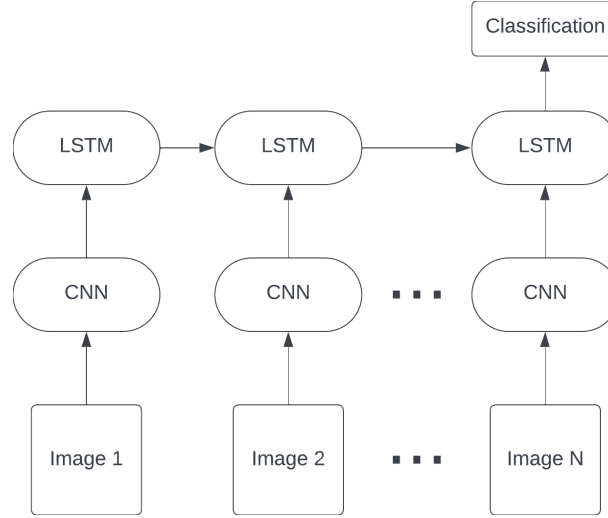 Classification
LSTM
LSTM
LSTM
CNN
CNN
CNN
Image 1
Image 2
Image N